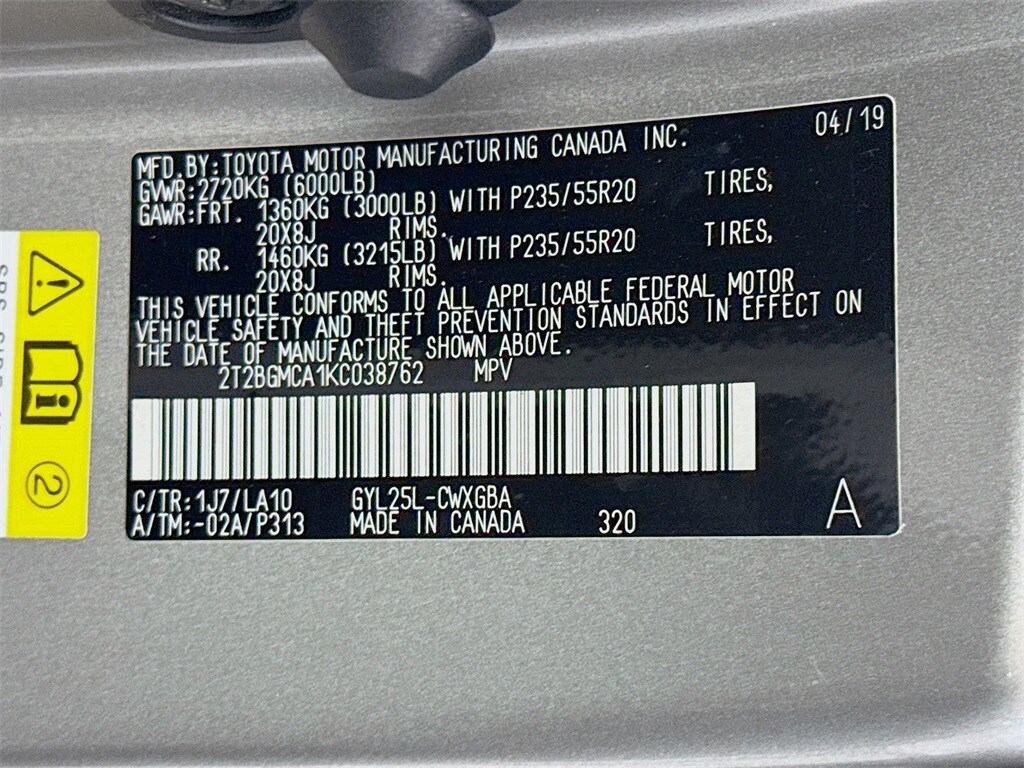 04/19
MFD.BY:TOYOTA MOTOR MANUFACTURING CANADA INC.
GVWR:2720KG (6000LB)
GAWR:FRT. 1360KG (3000LB) WITH P235/55R20 TIRES,
20X8J RIMS.
RR. 1460KG (3215LB) WITH P235/55R20 TIRES,
20X8J RIMS.
THIS VEHICLE CONFORMS TO ALL APPLICABLE FEDERAL MOTOR
VEHICLE SAFETY AND THEFT PREVENTION STANDARDS IN EFFECT ON
THE DATE OF MANUFACTURE SHOWN ABOVE.
2T2BGMCA1KC038762 MPV
C/TR:1J7/LA10 GYL25L-CWXGBA
A/TM:-02A/P313 MADE IN CANADA 320
A
2